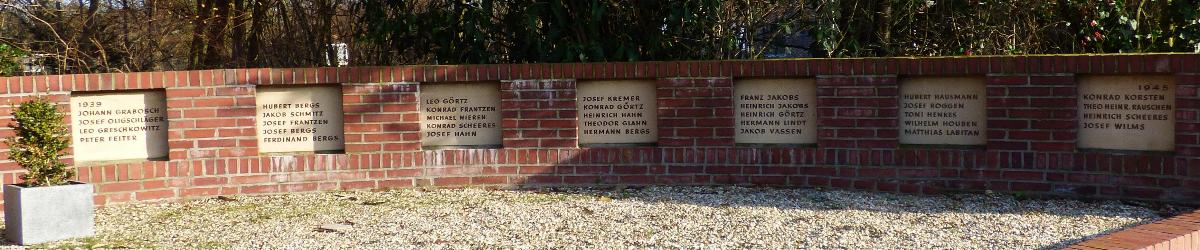 1939
JOHANN GRABOSCH
JOSEF OLIGSCHLÄGER
LEO GRESCHKOWITZ
PETER FEITER
HUBERT BERGS
JAKOB SCHMITZ
JOSEF FRANTZEN
JOSEF BERGS
FERDINAND BERGS
LEO GÖRTZ
KONRAD FRANTZEN
MICHAEL NIEREN
KONRAD SCHEERES
JOSEF HAHN
JOSEF KREMER
KONRAD GÖRTZ
HEINRICH HAHN
THEODOR GLAHN
HERMANN BERGS
FRANZ JAKOBS
HEINRICH JAKOBS
HEINRICH GÖRTZ
HERMANN LINDT
JAKOB VASSEN
HUBERT HAUSMANN
JOSEF ROGGEN
TONI HENKES
WILHELM HOUBEN
MATTHIAS LABITAN
1945
KONRAD KORSTEN
THEO HEINR. RAUSCHEN
HEINRICH SCHEERES
JOSEF WILMS